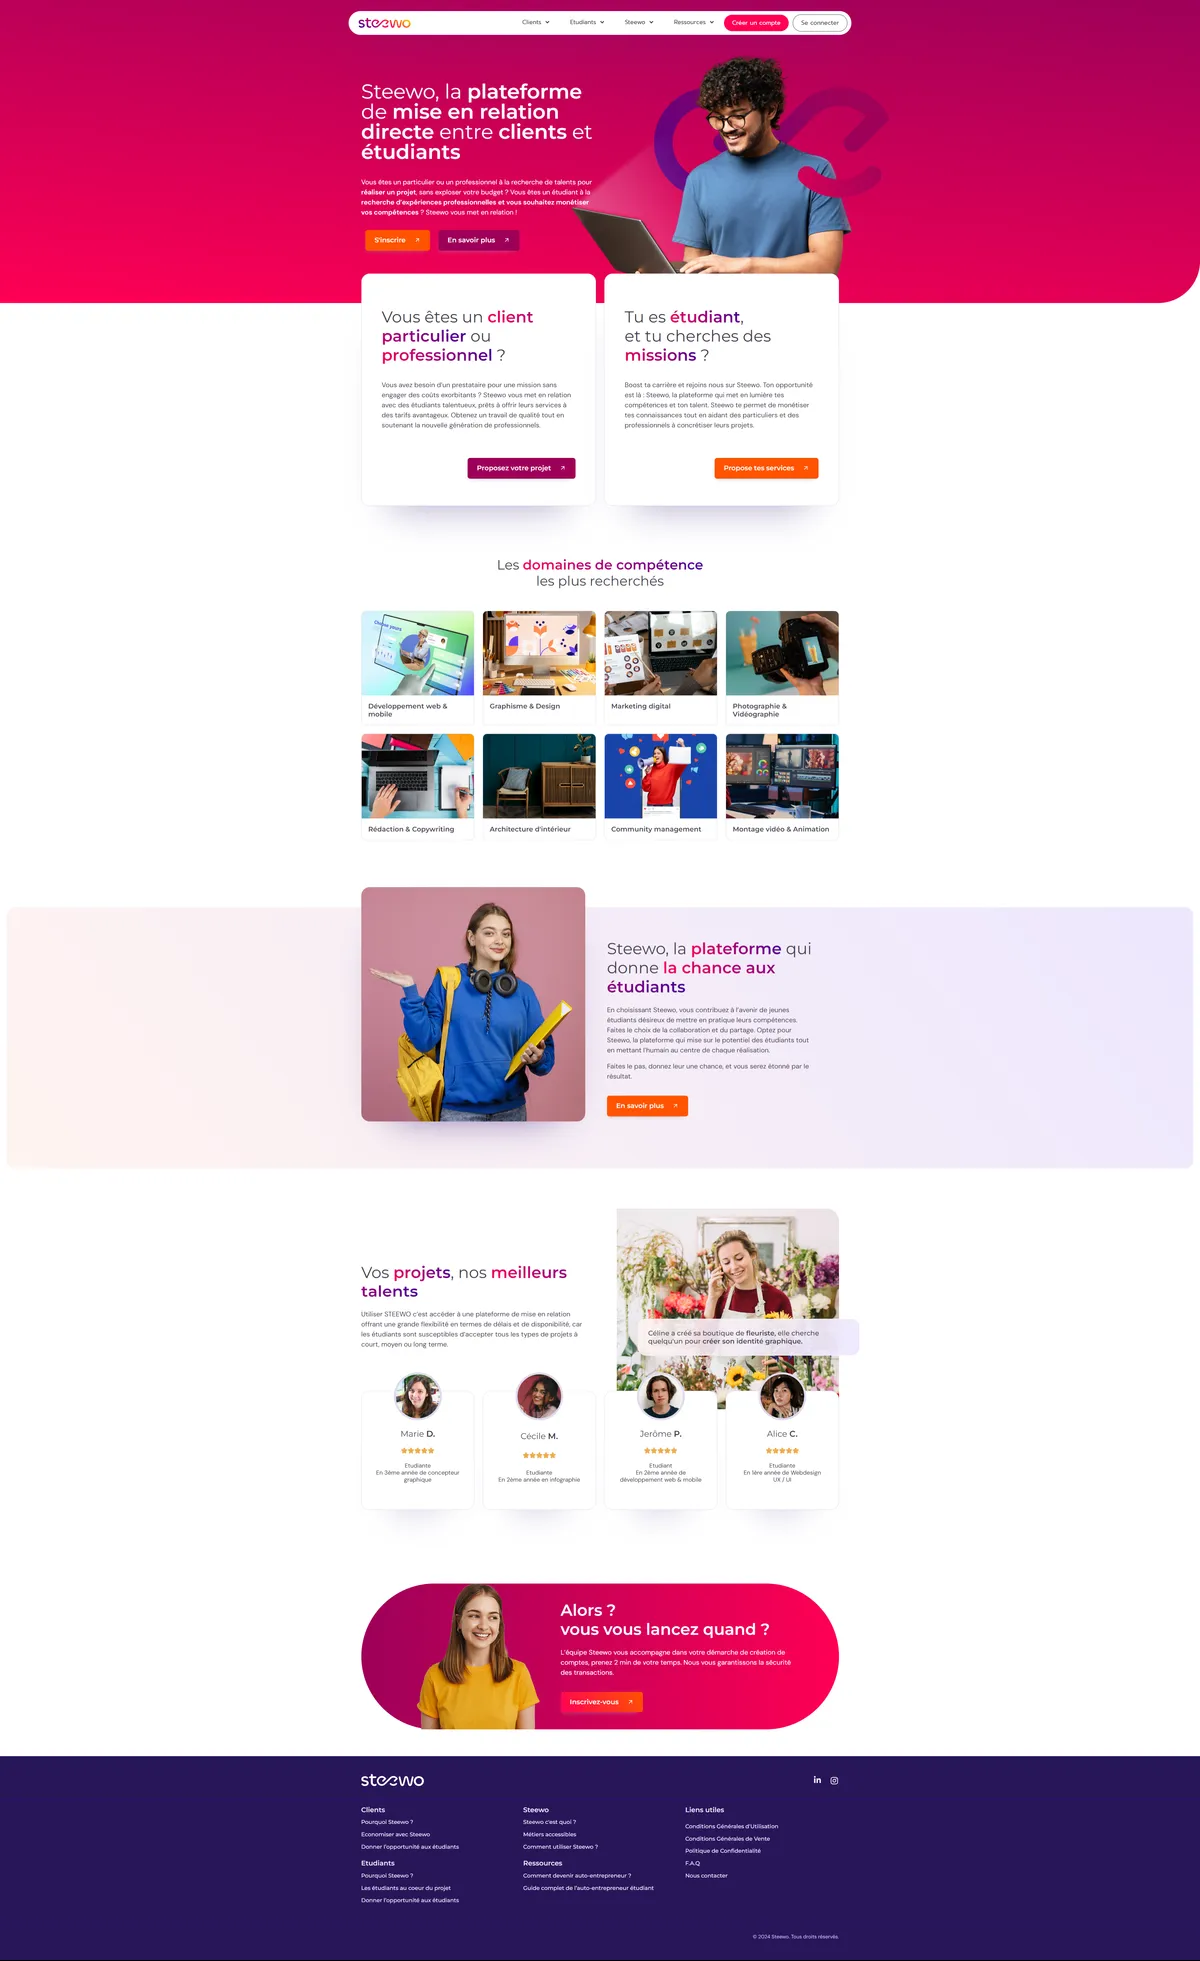 steewo
Clients
Etudiants
Steewo
Ressources
Créer un compte
Se connecter
Steewo, la plateforme
de mise en relation
directe entre clients et
étudiants
Vous êtes un particulier ou un professionnel à la recherche de talents pour
réaliser un projet, sans exploser votre budget ? Vous êtes un étudiant à la
recherche d'expériences professionnelles et vous souhaitez monétiser
vos compétences ? Steewo vous met en relation !
S'inscrire
En savoir plus
Vous êtes un client
particulier ou
professionnel ?
Vous avez besoin d'un prestataire pour une mission sans
engager des coûts exorbitants ? Steewo vous met en relation
avec des étudiants talentueux, prêts à offrir leurs services à
des tarifs avantageux. Obtenez un travail de qualité tout en
soutenant la nouvelle génération de professionnels.
Proposez votre projet
Tu es étudiant,
et tu cherches des
missions ?
Boost ta carrière et rejoins nous sur Steewo. Ton opportunité
est là : Steewo, la plateforme qui met en lumière tes
compétences et ton talent. Steewo te permet de monétiser
tes connaissances tout en aidant des particuliers et des
professionnels à concrétiser leurs projets.
Propose tes services
Les domaines de compétence
les plus recherchés
Développement web &
mobile
Graphisme & Design
Marketing digital
Photographie &
Vidéographie
Rédaction & Copywriting
Architecture d'intérieur
Community management
Montage vidéo & Animation
Steewo, la plateforme qui
donne la chance aux
étudiants
En choisissant Steewo, vous contribuez à l'avenir de jeunes
étudiants désireux de mettre en pratique leurs compétences.
Faites le choix de la collaboration et du partage. Optez pour
Steewo, la plateforme qui mise sur le potentiel des étudiants tout
en mettant l'humain au centre de chaque réalisation.
Faites le pas, donnez leur une chance, et vous serez étonné par le
résultat.
En savoir plus
Vos projets, nos meilleurs
talents
Utiliser STEEWO c'est accéder à une plateforme de mise en relation
offrant une grande flexibilité en termes de délais et de disponibilité, car
les étudiants sont susceptibles d'accepter tous les types de projets à
court, moyen ou long terme.
Céline a créé sa boutique de fleuriste, elle cherche
quelqu'un pour créer son identité graphique.
Marie D.
Etudiante
En 3ème année de concepteur
graphique
Cécile M.
Etudiante
En 2ème année en infographie
Jerôme P.
Etudiant
En 2ème année de
développement web & mobile
Alice C.
Etudiante
En 1ère année de Webdesign
UX / UI
Alors ?
vous vous lancez quand ?
L'équipe Steewo vous accompagne dans votre démarche de création de
comptes, prenez 2 min de votre temps. Nous vous garantissons la sécurité
des transactions.
Inscrivez-vous
steewo
Clients
Pourquoi Steewo ?
Economiser avec Steewo
Donner l'opportunité aux étudiants
Etudiants
Pourquoi Steewo ?
Les étudiants au coeur du projet
Donner l'opportunité aux étudiants
Steewo
Steewo c'est quoi ?
Métiers accessibles
Comment utiliser Steewo ?
Ressources
Comment devenir auto-entrepreneur ?
Guide complet de l'auto-entrepreneur étudiant
Liens utiles
Conditions Générales d'Utilisation
Conditions Générales de Vente
Politique de Confidentialité
F.A.Q
Nous contacter
© 2024 Steewo. Tous droits réservés.